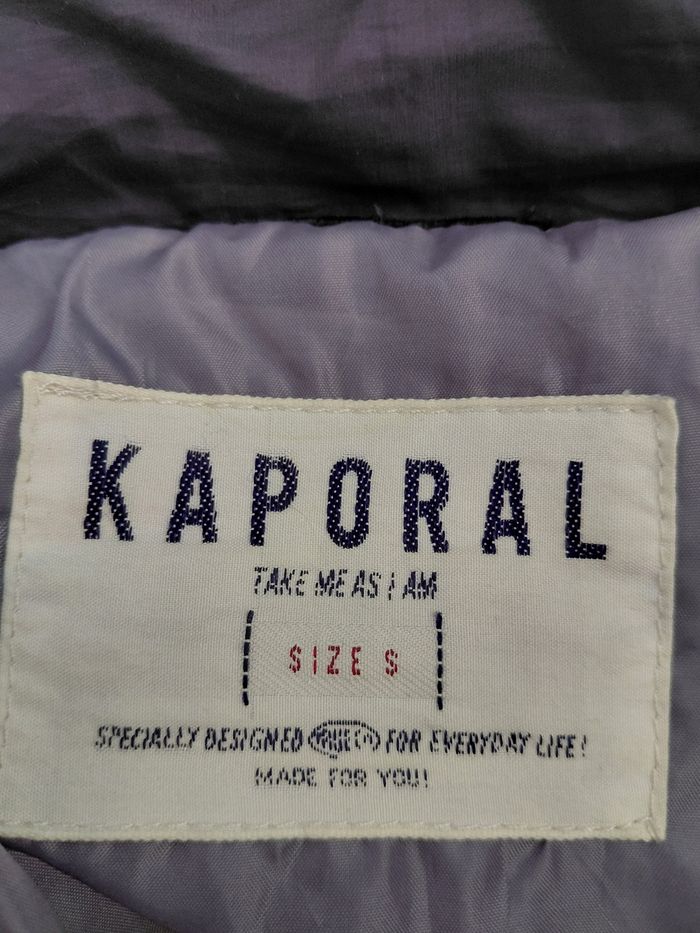 KAPORAL
TAKE ME AS I AM
SIZE S
SPECIALLY DESIGNED FOR EVERYDAY LIFE!
MADE FOR YOU!